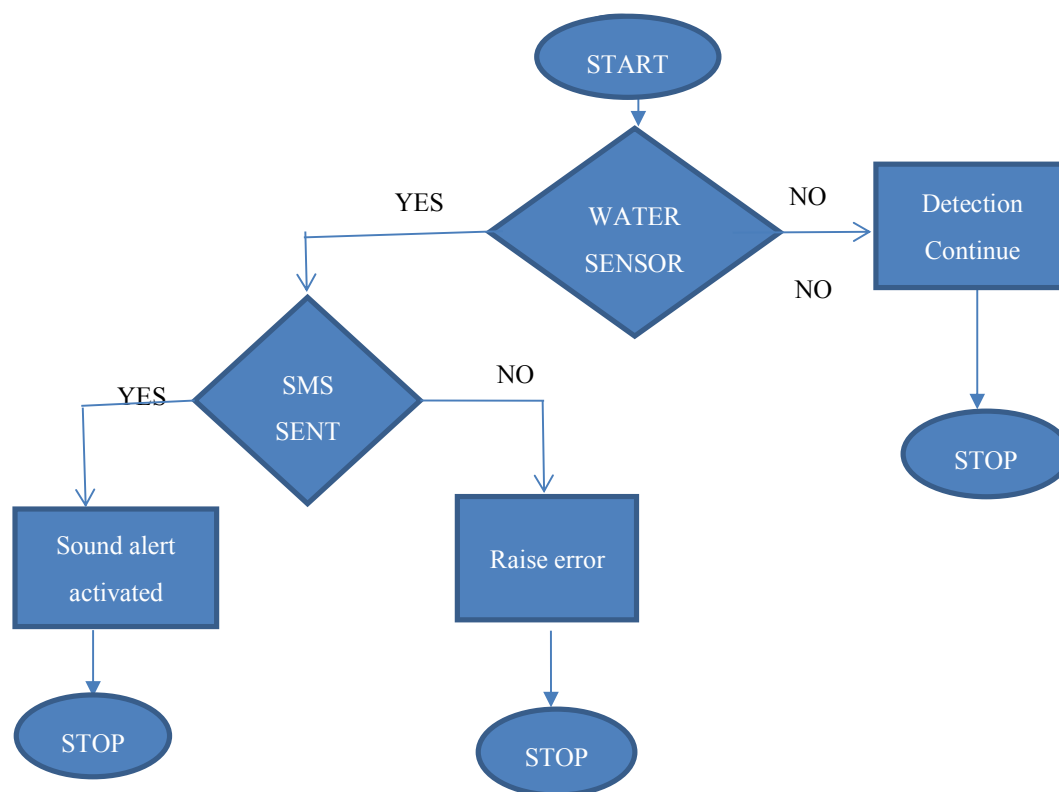 START
YES
NO
WATER
SENSOR
NO
Detection
Continue
SMS
SENT
YES
NO
STOP
Sound alert
activated
Raise error
STOP
STOP